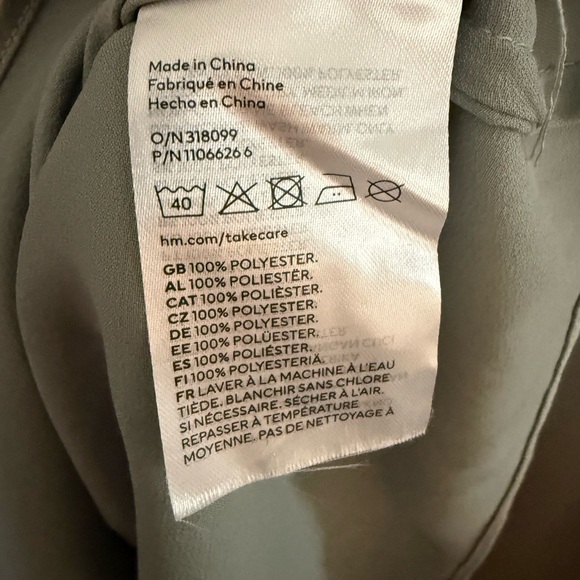 Made in China
Fabriqué en Chine
Hecho en China
O/N 318099
P/N 1106626 6
40
hm.com/takecare
GB 100% POLYESTER.
AL 100% POLIESTËR.
CAT 100% POLIÈSTER.
CZ 100% POLYESTER.
DE 100% POLYESTER.
EE 100% POLÜESTER.
ES 100% POLIÉSTER.
FI 100% POLYESTERIÄ.
FR LAVER À LA MACHINE À L'EAU
TIÈDE. BLANCHIR SANS CHLORE
SI NÉCESSAIRE. SÉCHER À L'AIR.
REPASSER À TEMPÉRATURE
MOYENNE. PAS DE NETTOYAGE À